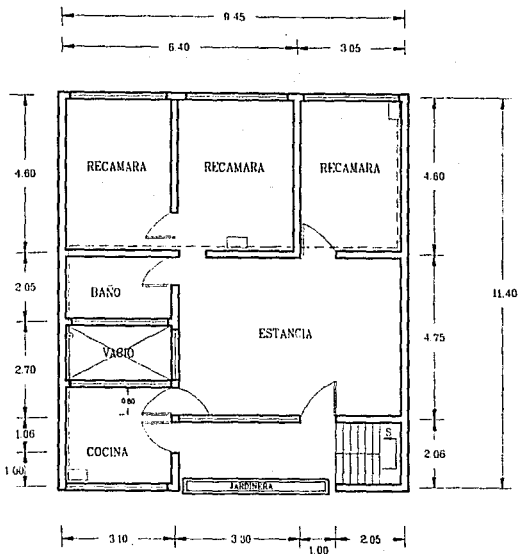 9.45
6.40
3.05
4.60
RECAMARA
RECAMARA
RECAMARA
4.60
2.05
BAÑO
11.40
ESTANCIA
4.75
2.70
VACIO
0.80
1.06
S
COCINA
2.06
1.00
JARDINERA
3.10
3.30
1.00
2.05